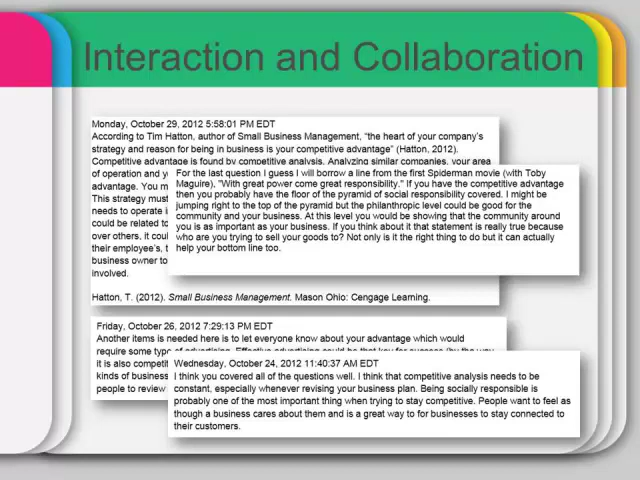 Interaction and Collaboration
Monday, October 29, 2012 5:58:01 PM EDT
According to Tim Hatton, author of Small Business Management, "the heart of your company's
strategy and reason for being in business is your competitive advantage" (Hatton, 2012).
Competitive advantage is found by competitive analysis. Analyzing similar companies, your area
of operation and
advantage. You
This strategy must
needs to operate
could be related to
over others, it
their employee's,
business owner to
involved.
Hatton, T. (2012). Small Business Management. Mason Ohio: Cengage Learning.
For the last question I guess I will borrow a line from the first Spiderman movie (with Toby
Maguire), "With great power come great responsibility." If you have the competitive advantage
then you probably have the floor of the pyramid of social responsibility covered. I might be
jumping right to the top of the pyramid but the philanthropic level could be good for the
community and your business. At this level you would be showing that the community around
you is as important as your business. If you think about it that statement is really true because
who are you trying to sell your goods to? Not only is it the right thing to do but it can actually
help your bottom line too.
Friday, October 26, 2012 7:29:13 PM EDT
Another items is needed here is to let everyone know about your advantage which would
require some type of advertising. Effective advertising could be that key for success (by the way
it is also
kinds of business
people to review
Wednesday, October 24, 2012 11:40:37 AM EDT
I think you covered all of the questions well. I think that competitive analysis needs to be
constant, especially whenever revising your business plan. Being socially responsible is
probably one of the most important thing when trying to stay competitive. People want to feel as
though a business cares about them and is a great way to for businesses to stay connected to
their customers.